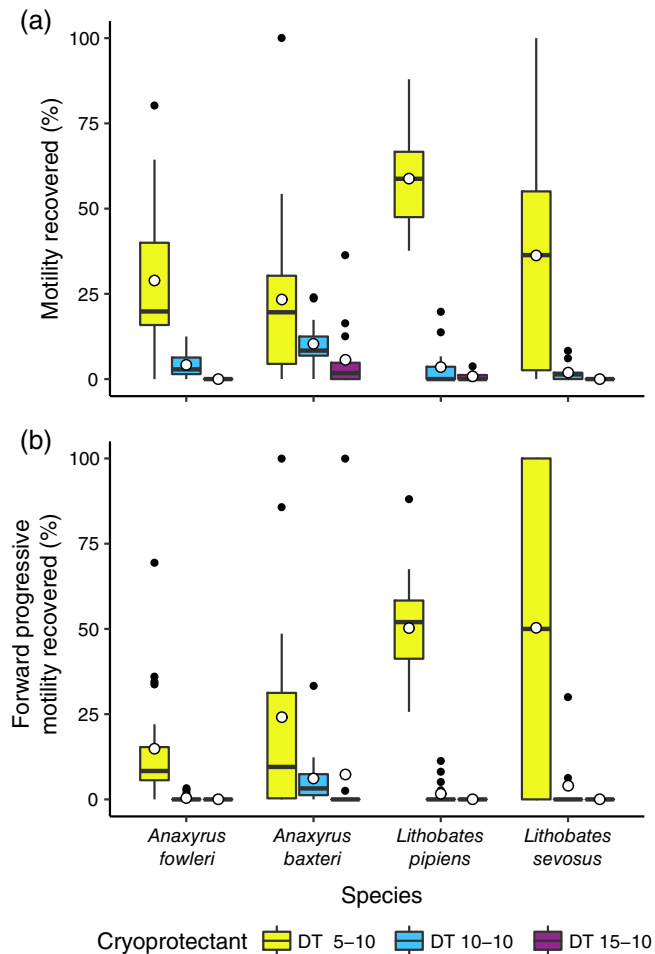 (a)
100
75
50
25
0
Motility recovered (%)
(b)
100
75
50
25
0
Forward progressive
motility recovered (%)
Anaxyrus Anaxyrus Lithobates Lithobates
fowleri baxteri pipiens sevosus
Species
Cryoprotectant DT 5–10 DT 10–10 DT 15–10